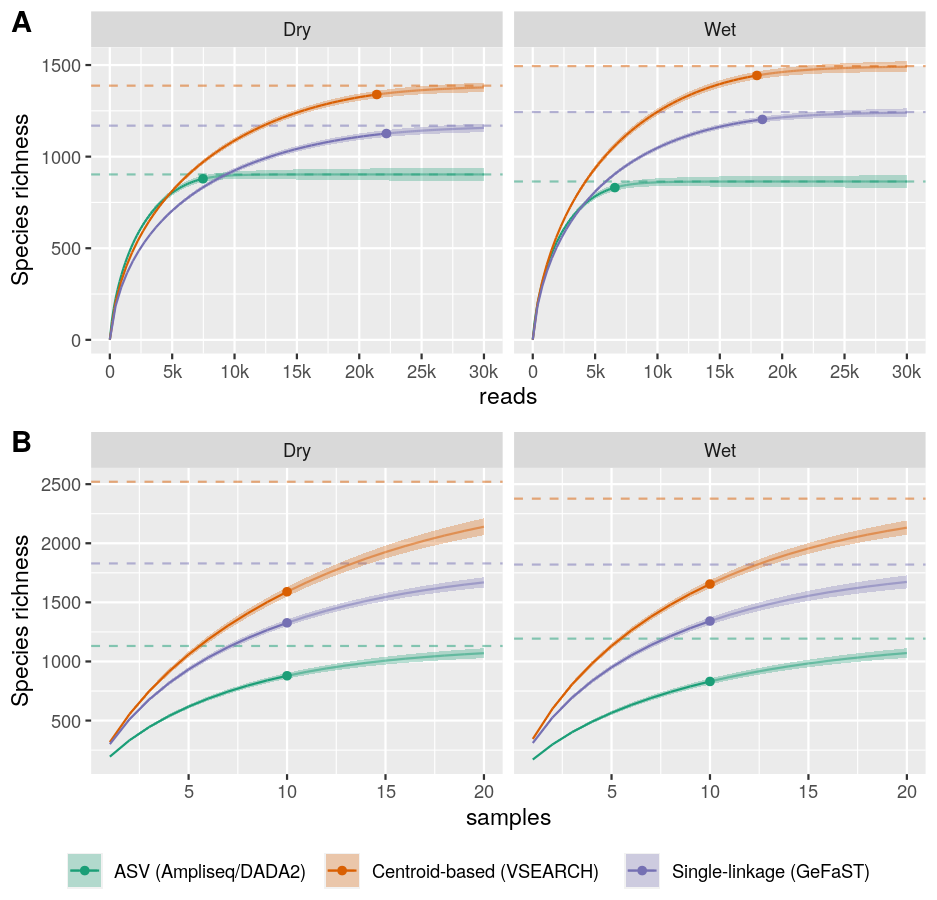 A
Dry
Wet
Species richness
1500
1000
500
0
0 5k 10k 15k 20k 25k 30k
0 5k 10k 15k 20k 25k 30k
reads
B
Dry
Wet
Species richness
2500
2000
1500
1000
500
5 10 15 20
5 10 15 20
samples
ASV (Ampliseq/DADA2) Centroid-based (VSEARCH) Single-linkage (GeFaST)